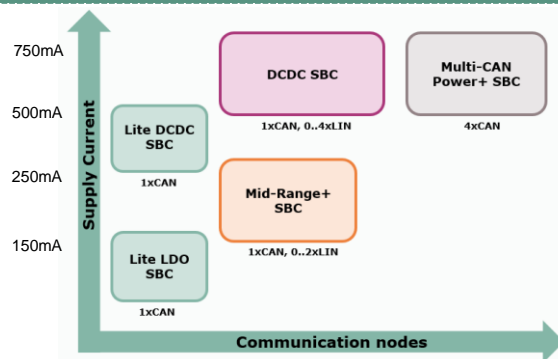 750mA
500mA
250mA
150mA
Supply Current
DCDC SBC
1xCAN, 0..4xLIN
Multi-CAN
Power+ SBC
4xCAN
Lite DCDC
SBC
1xCAN
Mid-Range+
SBC
1xCAN, 0..2xLIN
Lite LDO
SBC
1xCAN
Communication nodes